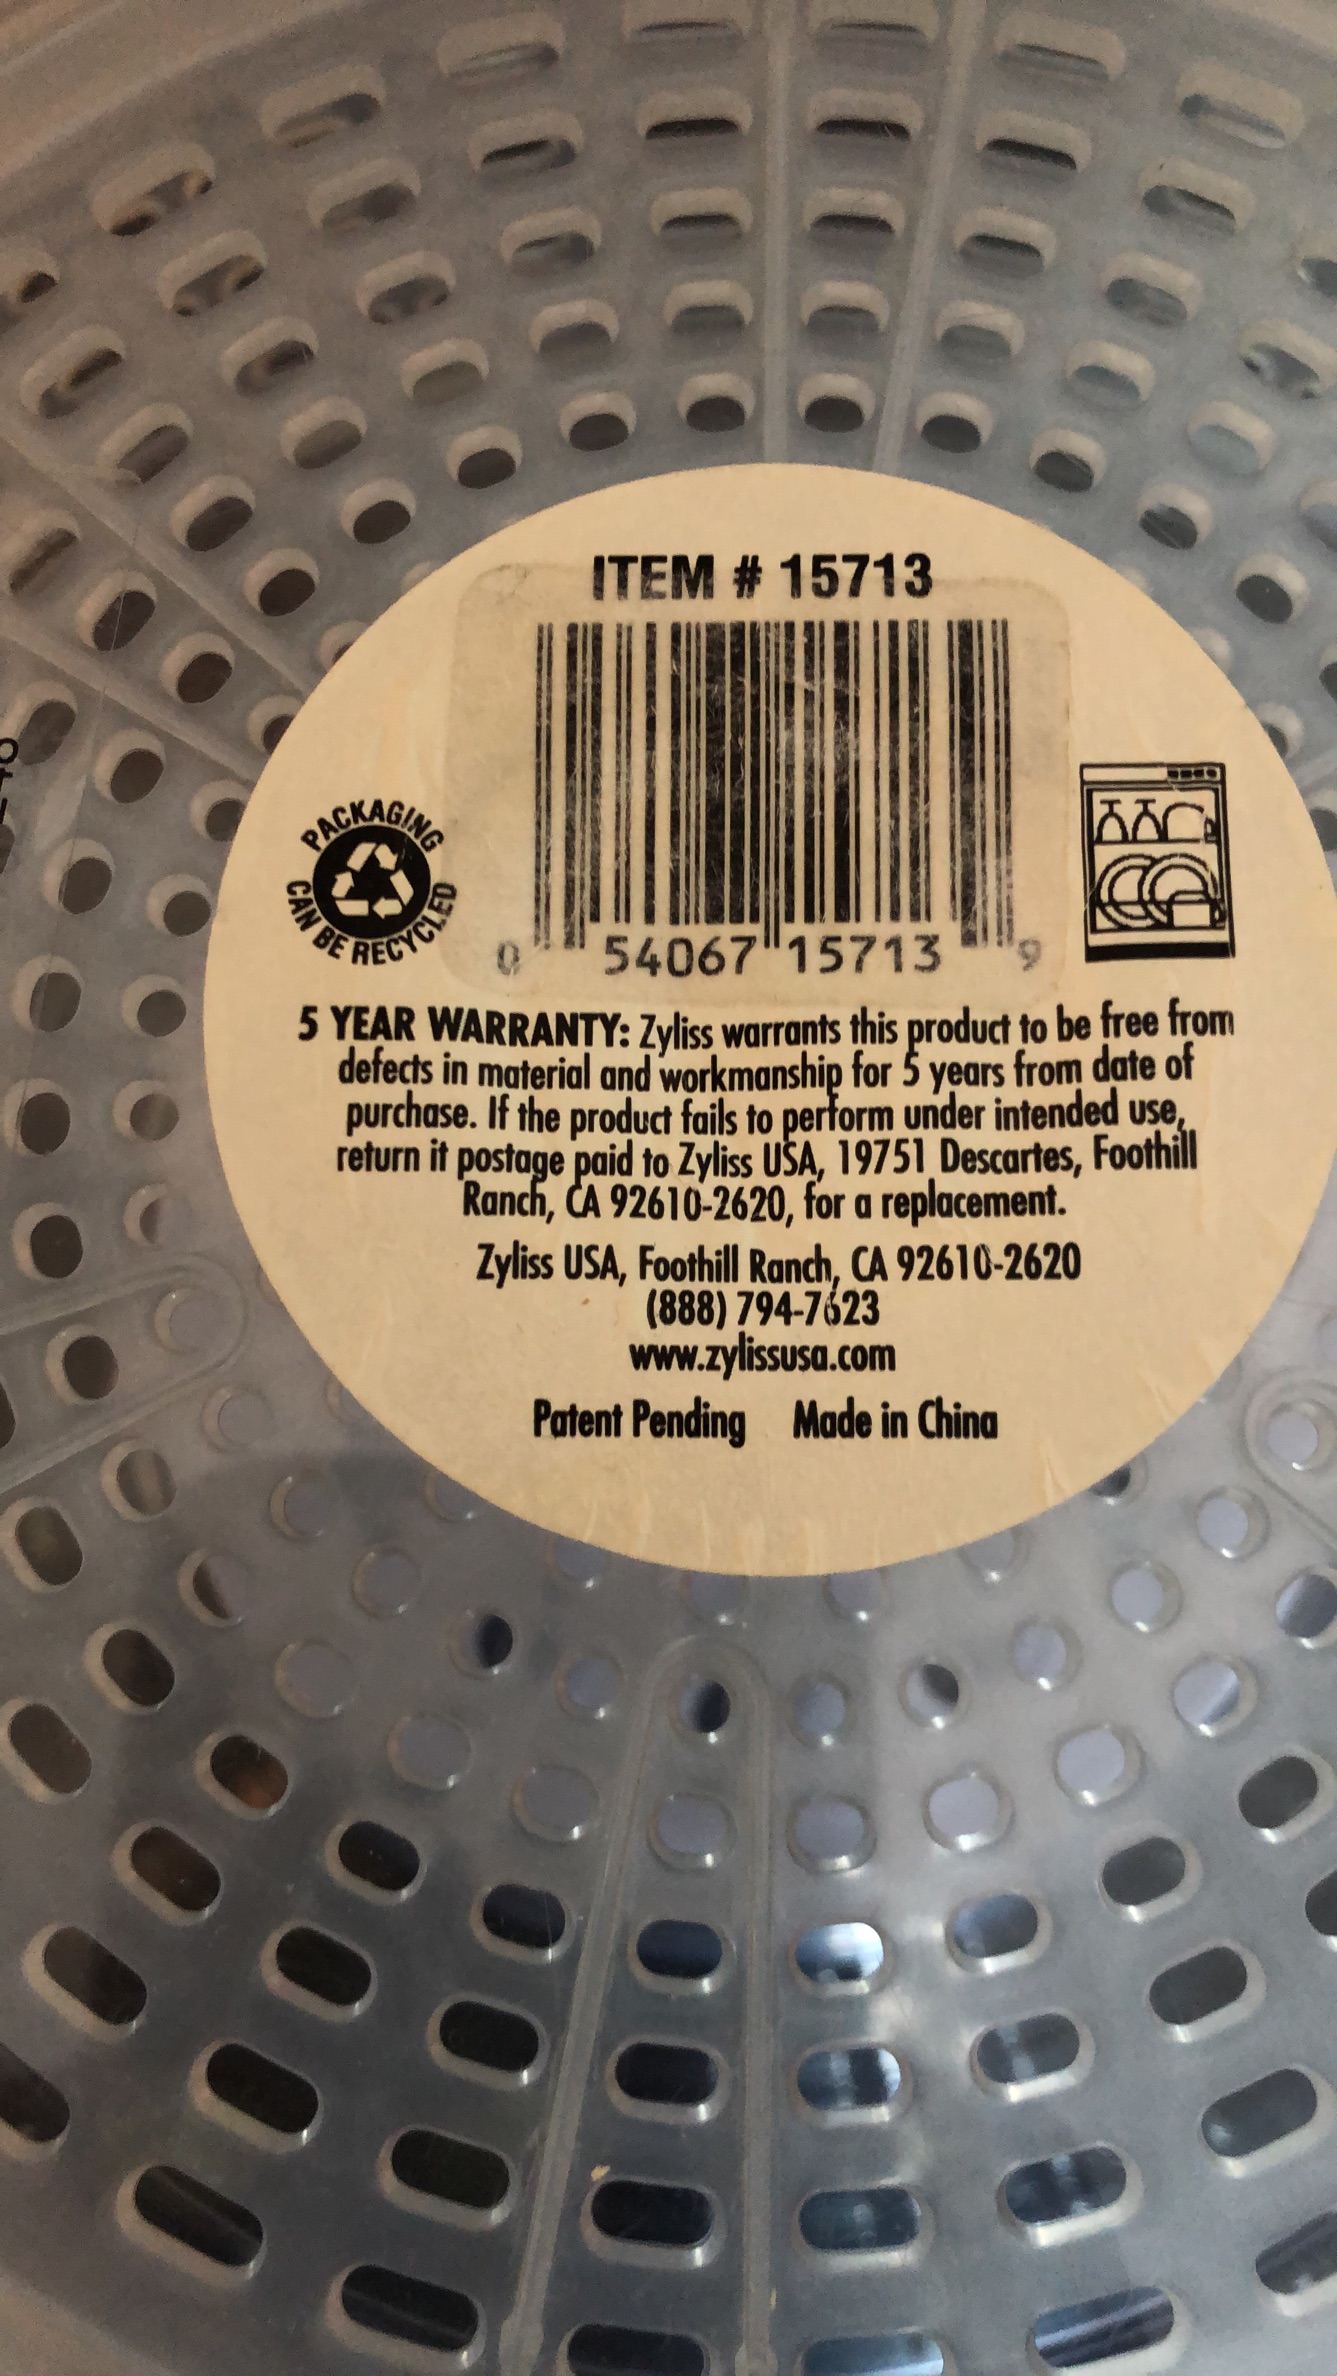 ITEM # 15713
PACKAGING
CAN BE RECYCLED
0 54067 15713 9
5 YEAR WARRANTY: Zyliss warrants this product to be free from
defects in material and workmanship for 5 years from date of
purchase. If the product fails to perform under intended use,
return it postage paid to Zyliss USA, 19751 Descartes, Foothill
Ranch, CA 92610-2620, for a replacement.
Zyliss USA, Foothill Ranch, CA 92610-2620
(888) 794-7623
www.zylissusa.com
Patent Pending Made in China